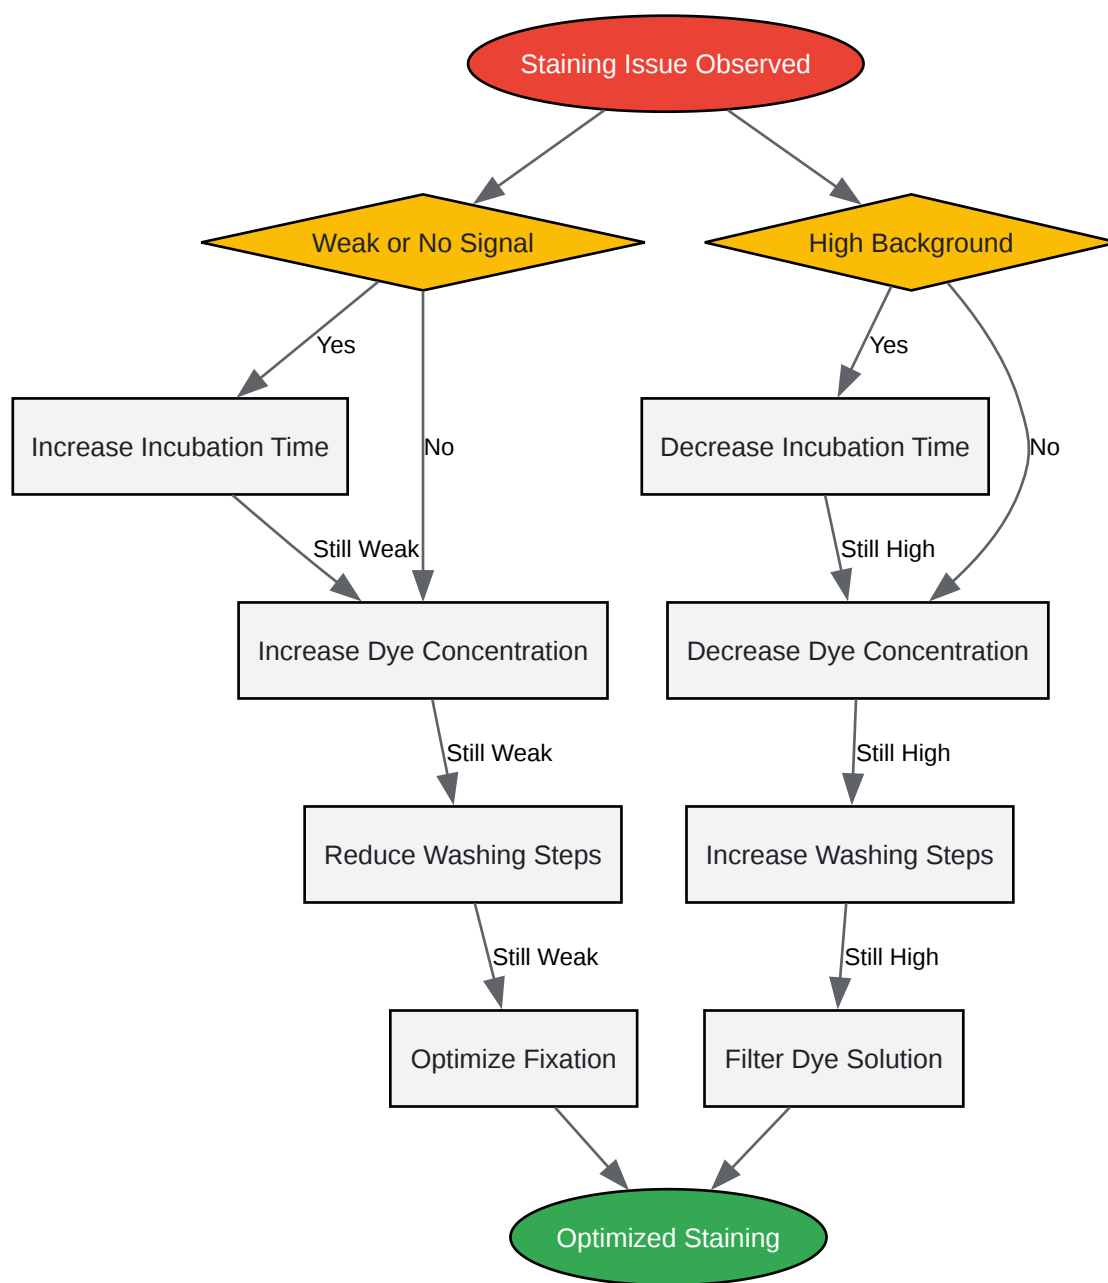 Staining Issue Observed
Weak or No Signal
High Background
Yes
Yes
Increase Incubation Time
No
Decrease Incubation Time
No
Still Weak
Still High
Increase Dye Concentration
Decrease Dye Concentration
Still Weak
Still High
Reduce Washing Steps
Increase Washing Steps
Still Weak
Still High
Optimize Fixation
Filter Dye Solution
Optimized Staining